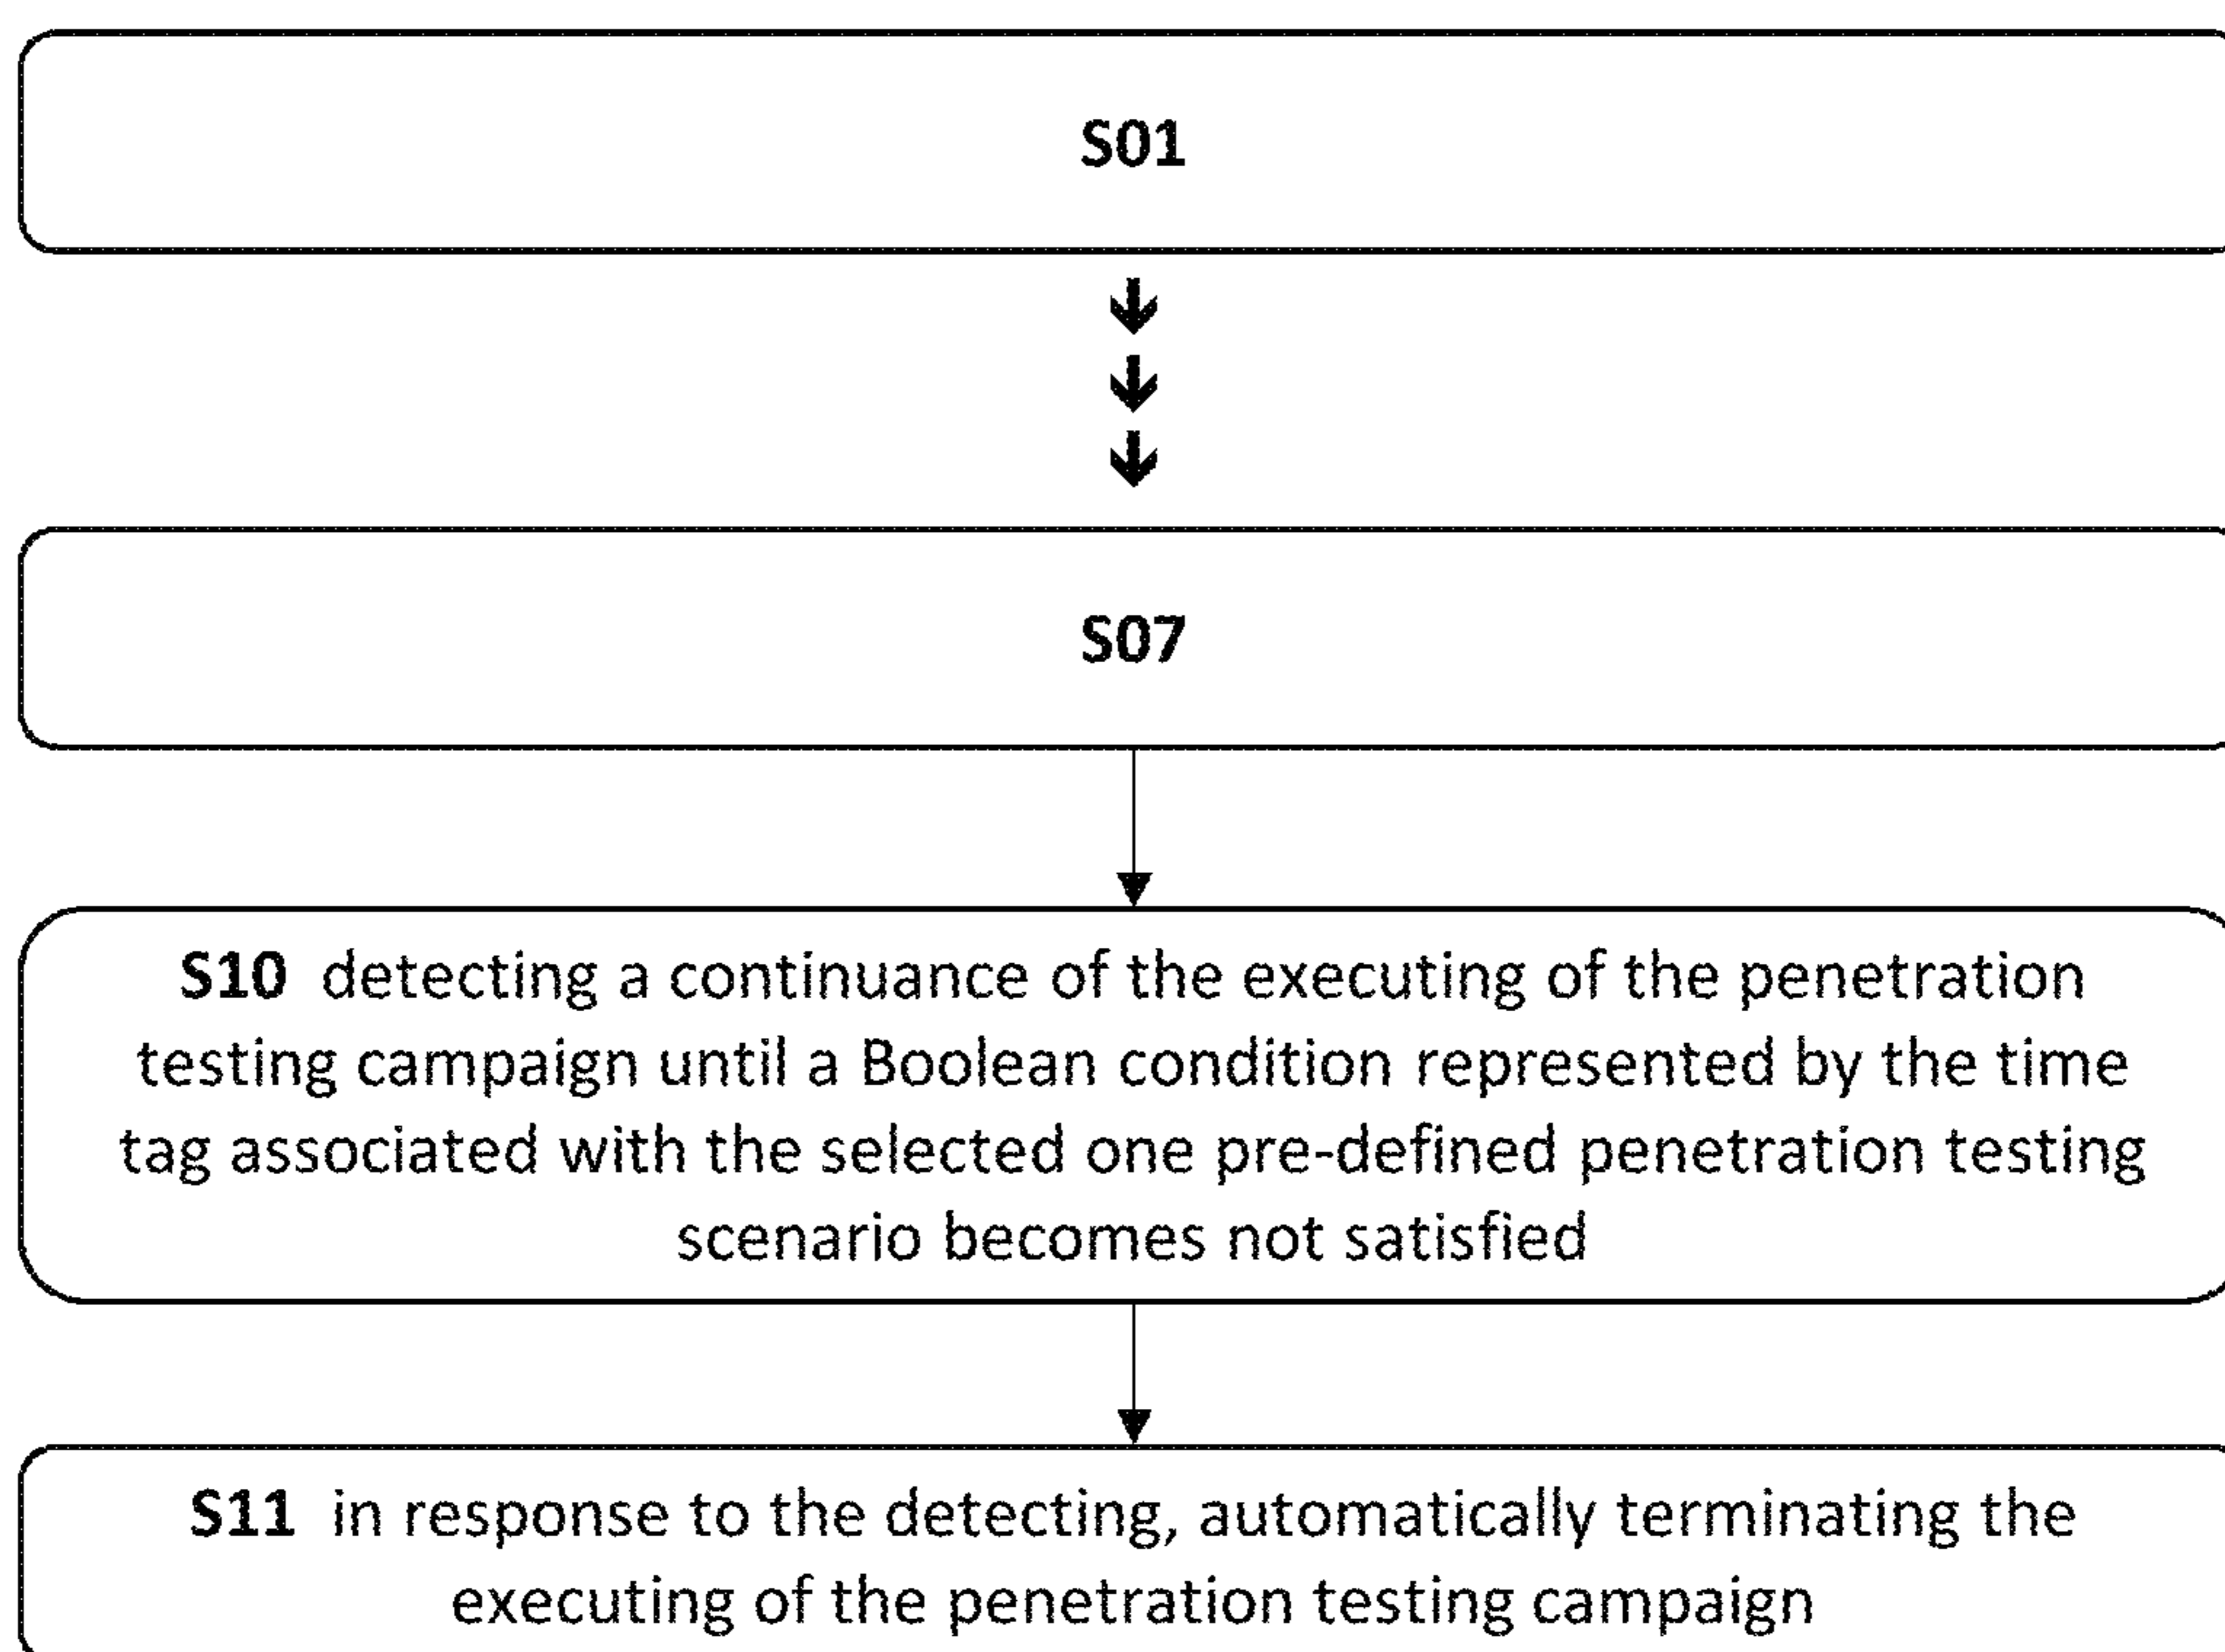 S01
S07
S10 detecting a continuance of the executing of the penetration
testing campaign until a Boolean condition represented by the time
tag associated with the selected one pre-defined penetration testing
scenario becomes not satisfied
S11 in response to the detecting, automatically terminating the
executing of the penetration testing campaign